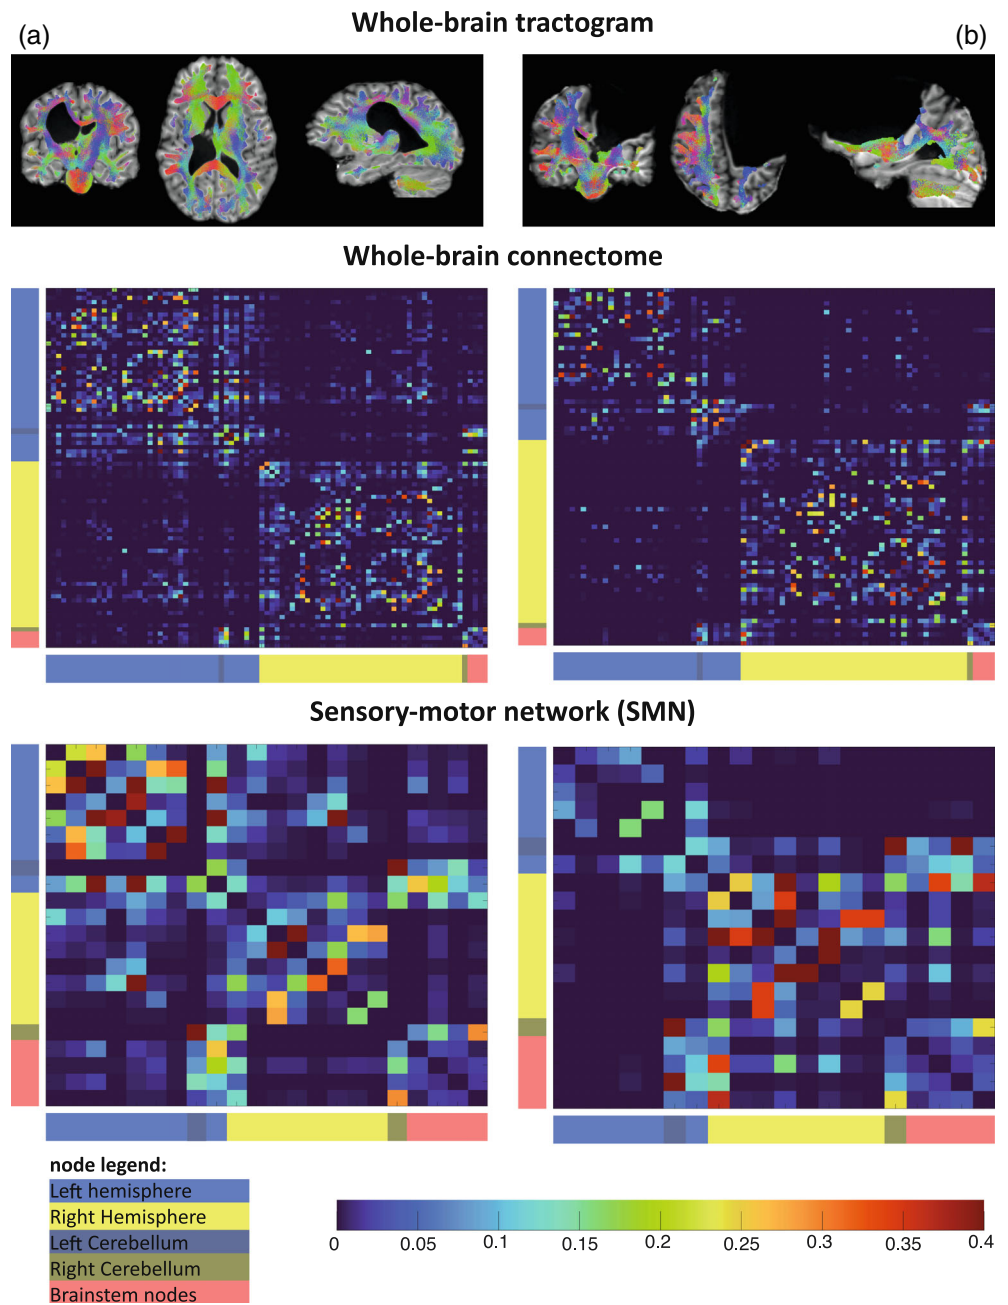 Whole-brain tractogram
(a)
(b)
Whole-brain connectome
Sensory-motor network (SMN)
node legend:
Left hemisphere
Right Hemisphere
Left Cerebellum
Right Cerebellum
Brainstem nodes
0 0.05 0.1 0.15 0.2 0.25 0.3 0.35 0.4